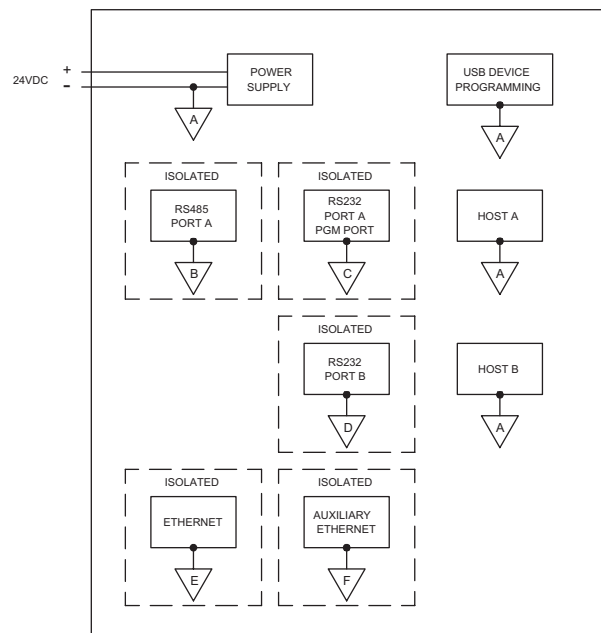 24VDC
+
-
POWER
SUPPLY
A
USB DEVICE
PROGRAMMING
A
ISOLATED
RS485
PORT A
B
ISOLATED
RS232
PORT A
PGM PORT
C
HOST A
A
ISOLATED
RS232
PORT B
D
HOST B
A
ISOLATED
ETHERNET
E
ISOLATED
AUXILIARY
ETHERNET
F